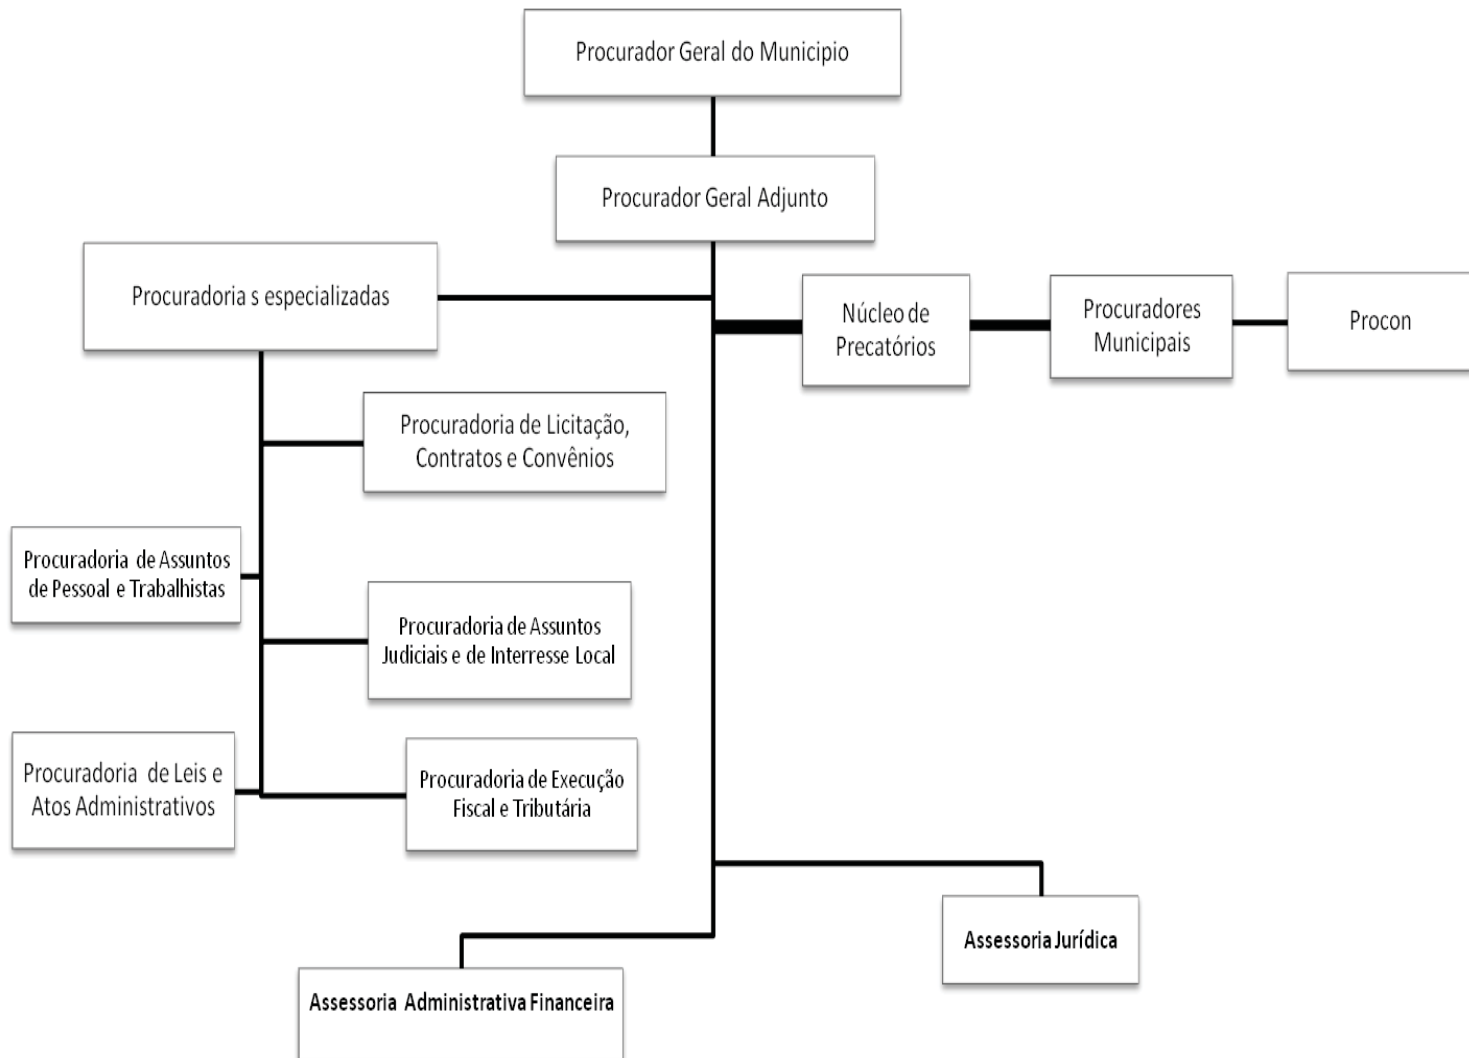 Procurador Geral do Municipio
Procurador Geral Adjunto
Procuradoria s especializadas
Núcleo de
Precatórios
Procuradores
Municipais
Procon
Procuradoria de Licitação,
Contratos e Convênios
Procuradoria de Assuntos
de Pessoal e Trabalhistas
Procuradoria de Assuntos
Judiciais e de Interresse Local
Procuradoria de Leis e
Atos Administrativos
Procuradoria de Execução
Fiscal e Tributária
Assessoria Jurídica
Assessoria Administrativa Financeira